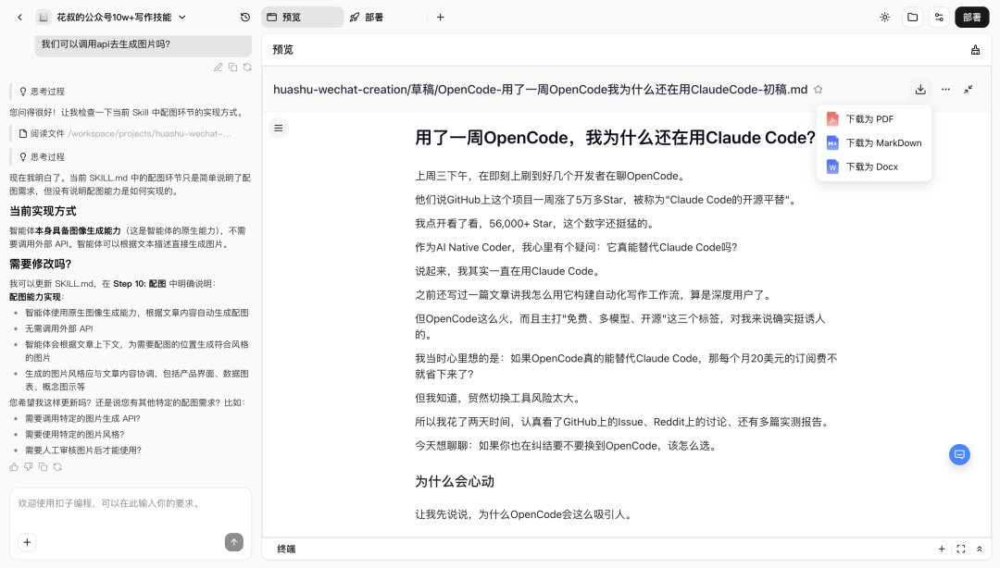 花叔的公众号10w+写作技能
预览
部署
部署
我们可以调用api去生成图片吗?
思考过程
您问得很好！让我检查一下当前 Skill 中配图环节的实现方式。
阅读文件 /workspace/projects/huashu-wechat-...
思考过程
现在我明白了。当前 SKILL.md 中的配图环节只是简单说明了配
图需求，但没有说明配图能力是如何实现的。
当前实现方式
智能体本身具备图像生成能力（这是智能体的原生能力），不需
要调用外部 API。智能体可以根据文本描述直接生成图片。
需要修改吗?
我可以更新 SKILL.md，在 Step 10: 配图 中明确说明：
配图能力实现：
智能体使用原生图像生成能力，根据文章内容自动生成配图
无需调用外部 API
智能体会根据文章上下文，为需要配图的位置生成符合风格
的图片
生成的图片风格应与文章内容协调，包括产品界面、数据图
表、概念图示等
您希望我这样更新吗？还是说您有其他特定的配图需求？比如：
需要调用特定的图片生成 API?
需要使用特定的图片风格?
需要人工审核图片后才能使用?
欢迎使用扣子编程，可以在此输入你的要求。
预览
huashu-wechat-creation/草稿/OpenCode-用了一周OpenCode我为什么还在用ClaudeCode-初稿.md
下载为 PDF
下载为 MarkDown
下载为 Docx
用了一周OpenCode，我为什么还在用Claude Code?
上周三下午，在即刻上刷到好几个开发者在聊OpenCode。
他们说GitHub上这个项目一周涨了5万多Star，被称为"Claude Code的开源平替"。
我点开看了看，56,000+ Star，这个数字还挺猛的。
作为AI Native Coder，我心里有个疑问：它真能替代Claude Code吗?
说起来，我其实一直在用Claude Code。
之前还写过一篇文章讲我怎么用它构建自动化写作工作流，算是深度用户了。
但OpenCode这么火，而且主打"免费、多模型、开源"这三个标签，对我来说确实挺诱人
的。
我当时心里想的是：如果OpenCode真的能替代Claude Code，那每个月20美元的订阅费不
就省下来了?
但我知道，贸然切换工具风险太大。
所以我花了两天时间，认真看了GitHub上的Issue、Reddit上的讨论、还有多篇实测报告。
今天想聊聊：如果你也在纠结要不要换到OpenCode，该怎么选。
为什么会心动
让我先说说，为什么OpenCode会这么吸引人。
终端